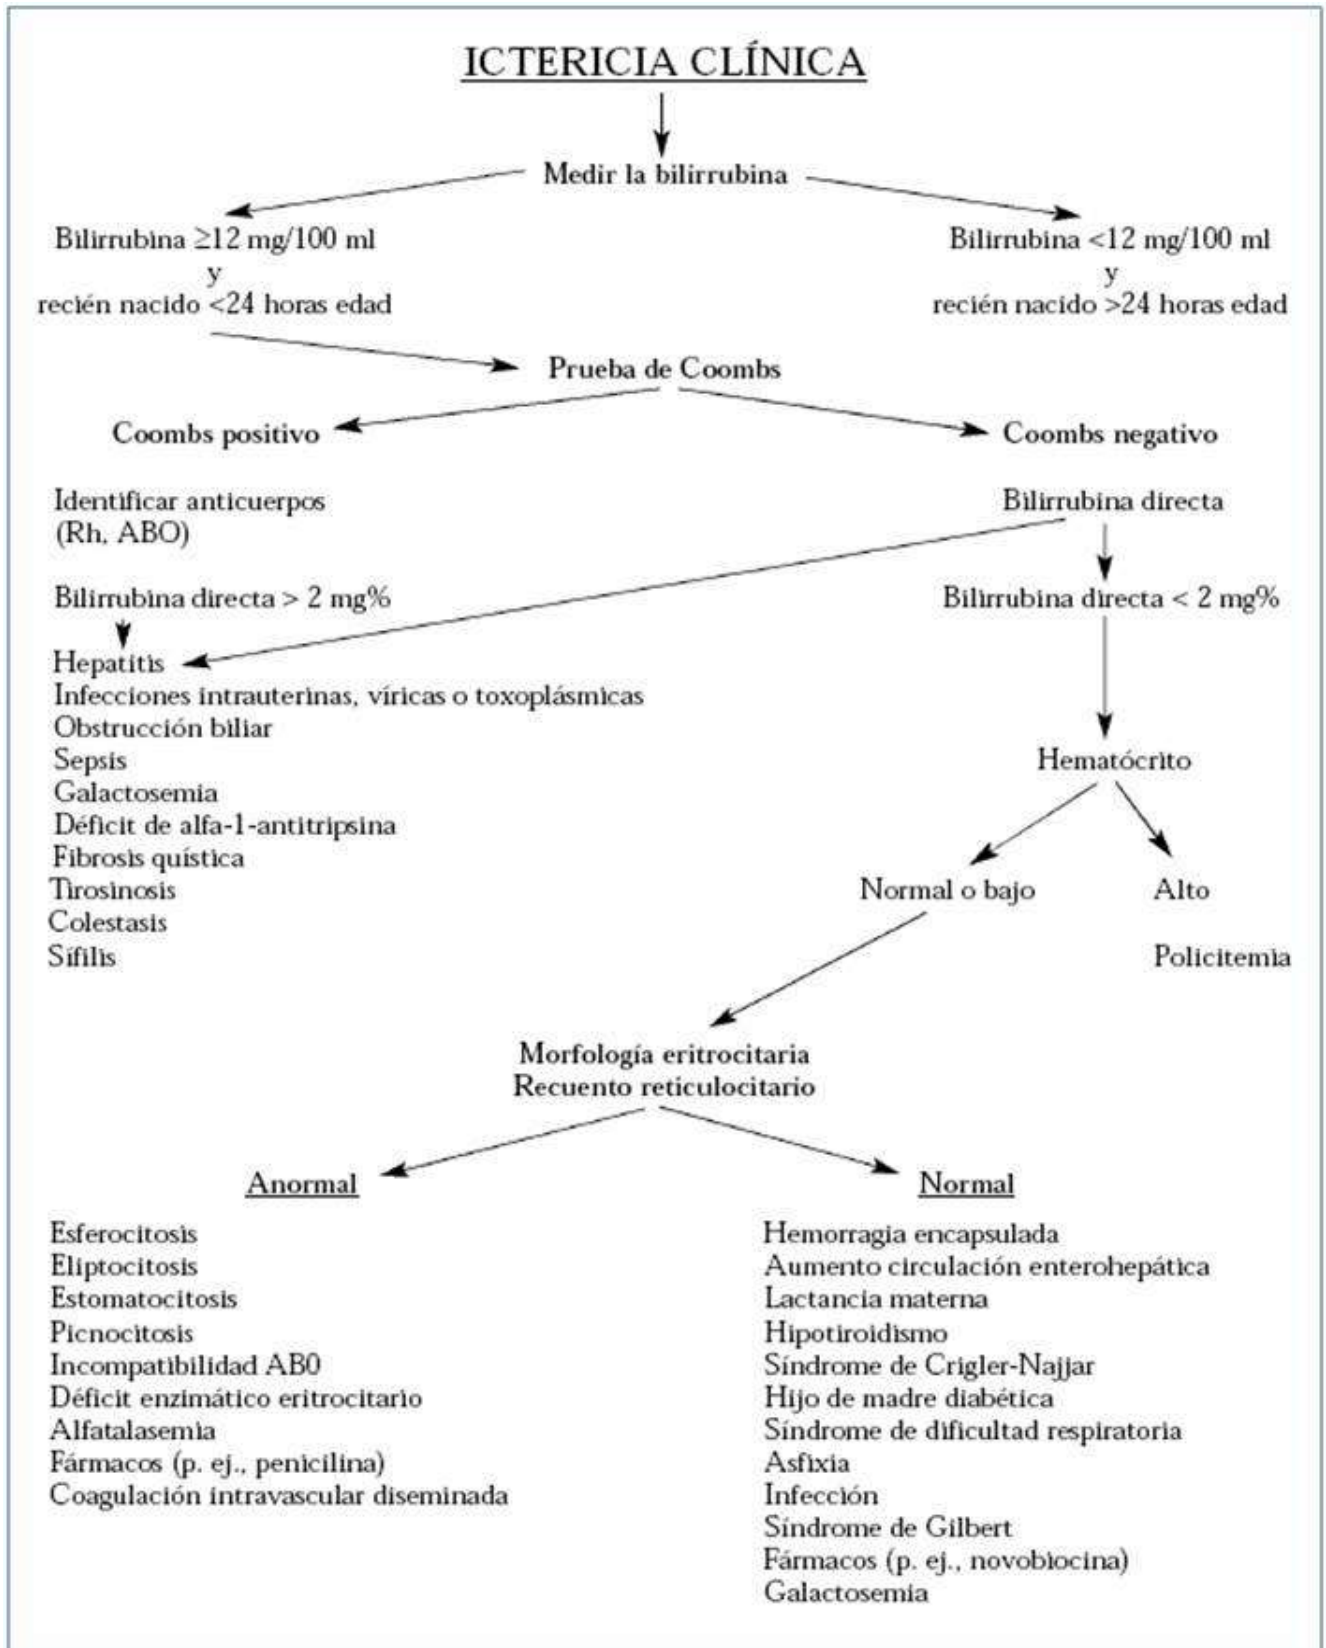 ICTERICIA CLÍNICA
Medir la bilirrubina
Bilirrubina ≥12 mg/100 ml
y
recién nacido <24 horas edad
Bilirrubina <12 mg/100 ml
y
recién nacido >24 horas edad
Prueba de Coombs
Coombs positivo
Coombs negativo
Identificar anticuerpos
(Rh, ABO)
Bilirrubina directa
Bilirrubina directa > 2 mg%
Bilirrubina directa < 2 mg%
Hepatitis
Infecciones intrauterinas, víricas o toxoplásmicas
Obstrucción biliar
Sepsis
Galactosemia
Déficit de alfa-1-antitripsina
Fibrosis quística
Tirosinosis
Colestasis
Sífilis
Hematócrito
Normal o bajo
Alto
Policitemia
Morfología eritrocitaria
Recuento reticulocitario
Anormal
Esferocitosis
Eliptocitosis
Estomatocitosis
Picnocitosis
Incompatibilidad AB0
Déficit enzimático eritrocitario
Alfatalasemia
Fármacos (p. ej., penicilina)
Coagulación intravascular diseminada
Normal
Hemorragia encapsulada
Aumento circulación enterohepática
Lactancia materna
Hipotiroidismo
Síndrome de Crigler-Najjar
Hijo de madre diabética
Síndrome de dificultad respiratoria
Asfixia
Infección
Síndrome de Gilbert
Fármacos (p. ej., novobiocina)
Galactosemia